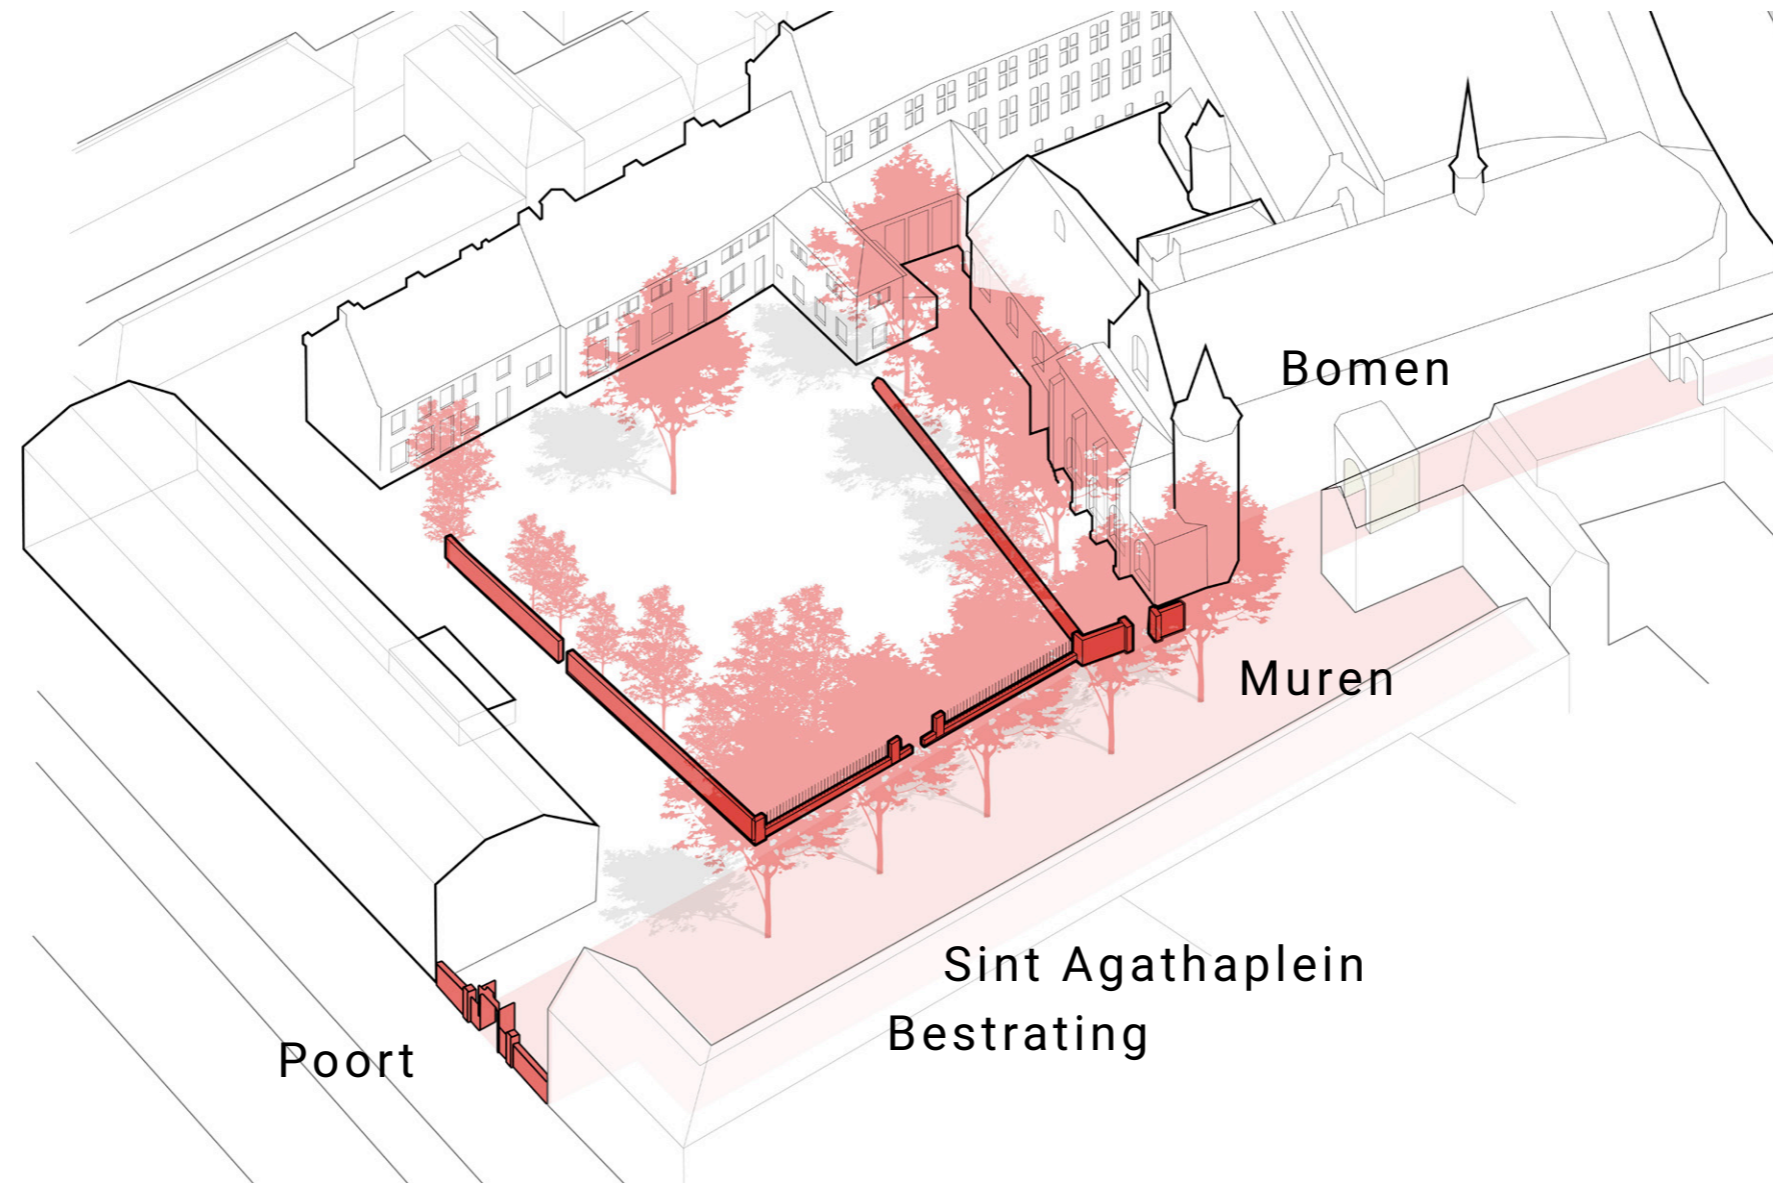 Bomen
Muren
Sint Agathaplein
Bestrating
Poort